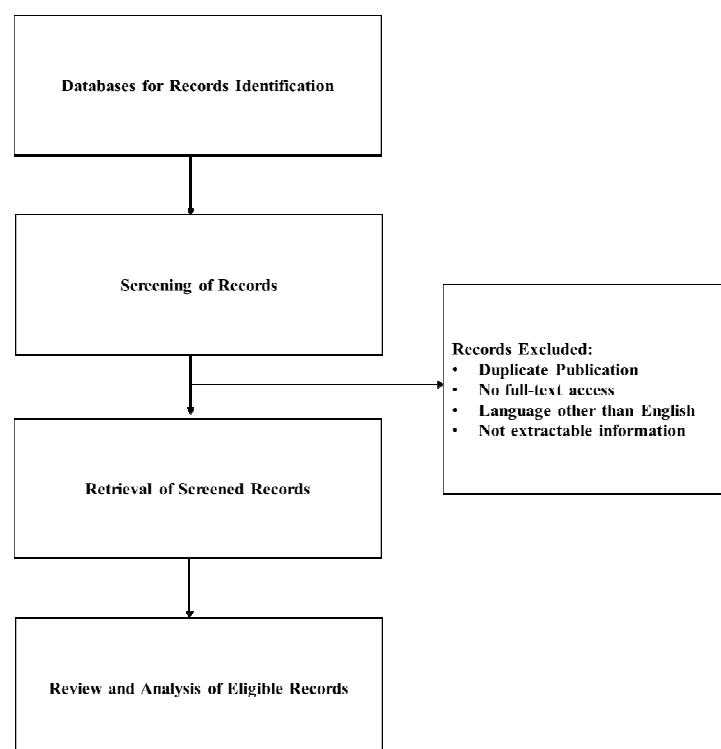 Databases for Records Identification
Screening of Records
Records Excluded:
• Duplicate Publication
• No full-text access
• Language other than English
• Not extractable information
Retrieval of Screened Records
Review and Analysis of Eligible Records